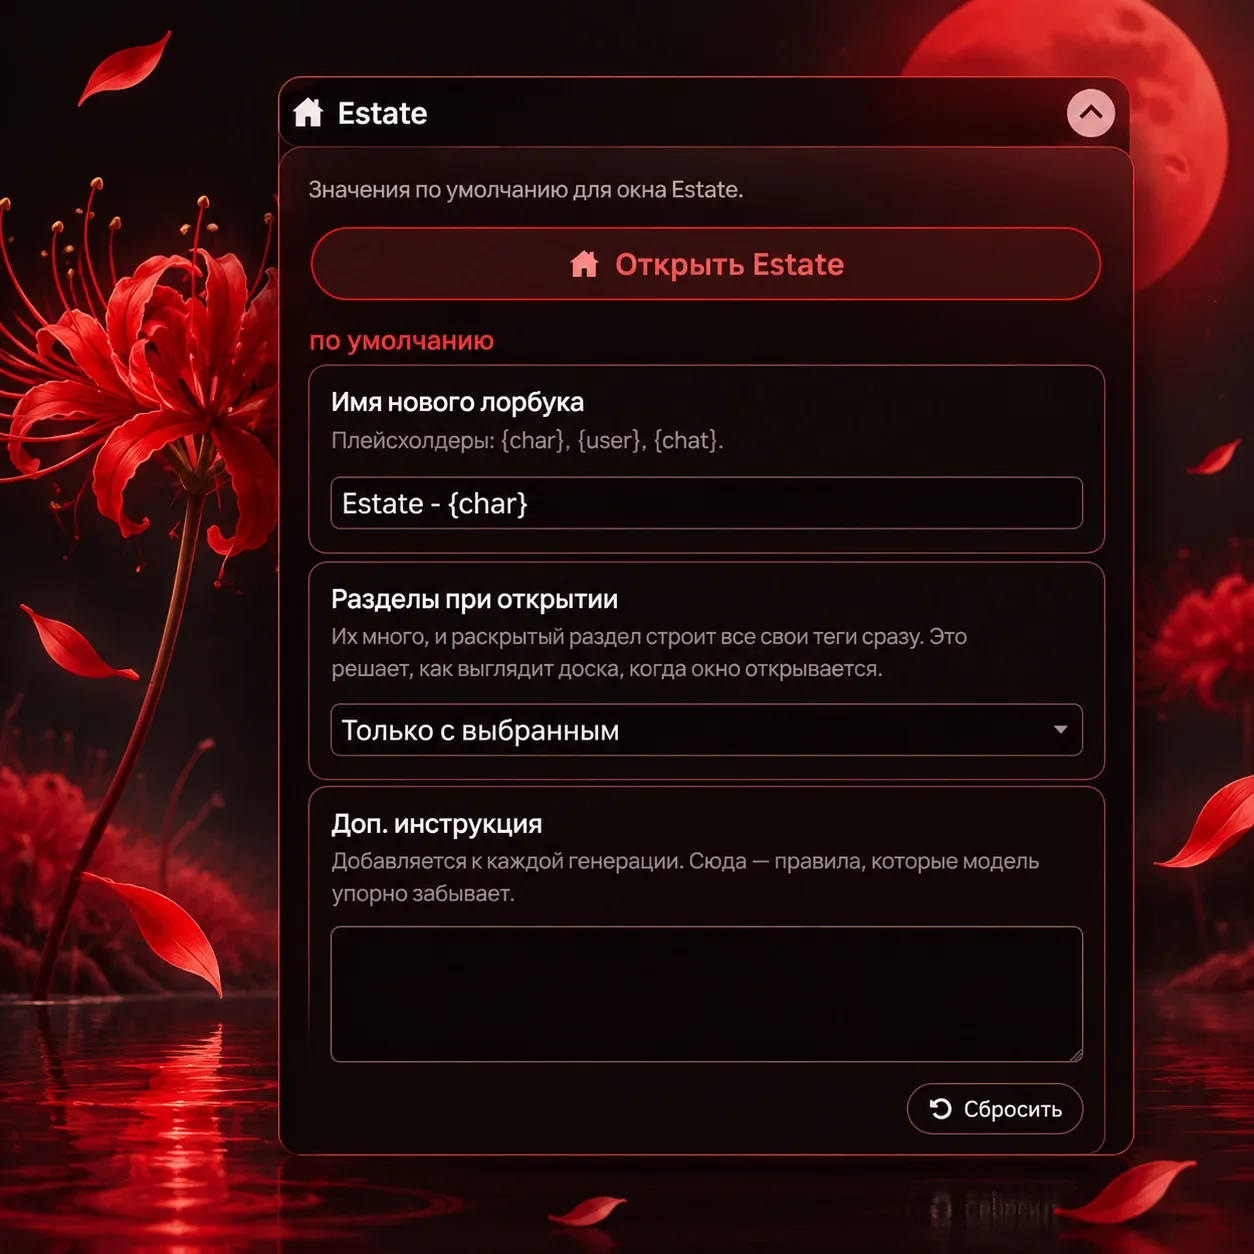 Estate
Значения по умолчанию для окна Estate.
Открыть Estate
по умолчанию
Имя нового лорбука
Плейсхолдеры: {char}, {user}, {chat}.
Estate - {char}
Разделы при открытии
Их много, и раскрытый раздел строит все свои теги сразу. Это
решает, как выглядит доска, когда окно открывается.
Только с выбранным
Доп. инструкция
Добавляется к каждой генерации. Сюда — правила, которые модель
упорно забывает.
Сбросить